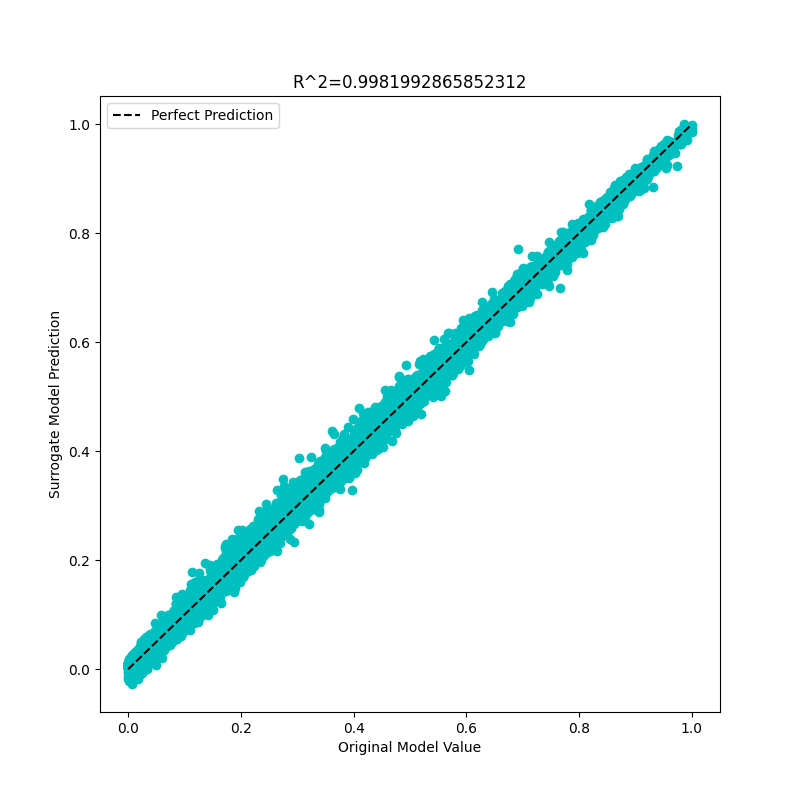 R^2=0.9981992865852312
Perfect Prediction
1.0
0.8
0.6
0.4
0.2
0.0
Surrogate Model Prediction
0.0 0.2 0.4 0.6 0.8 1.0
Original Model Value